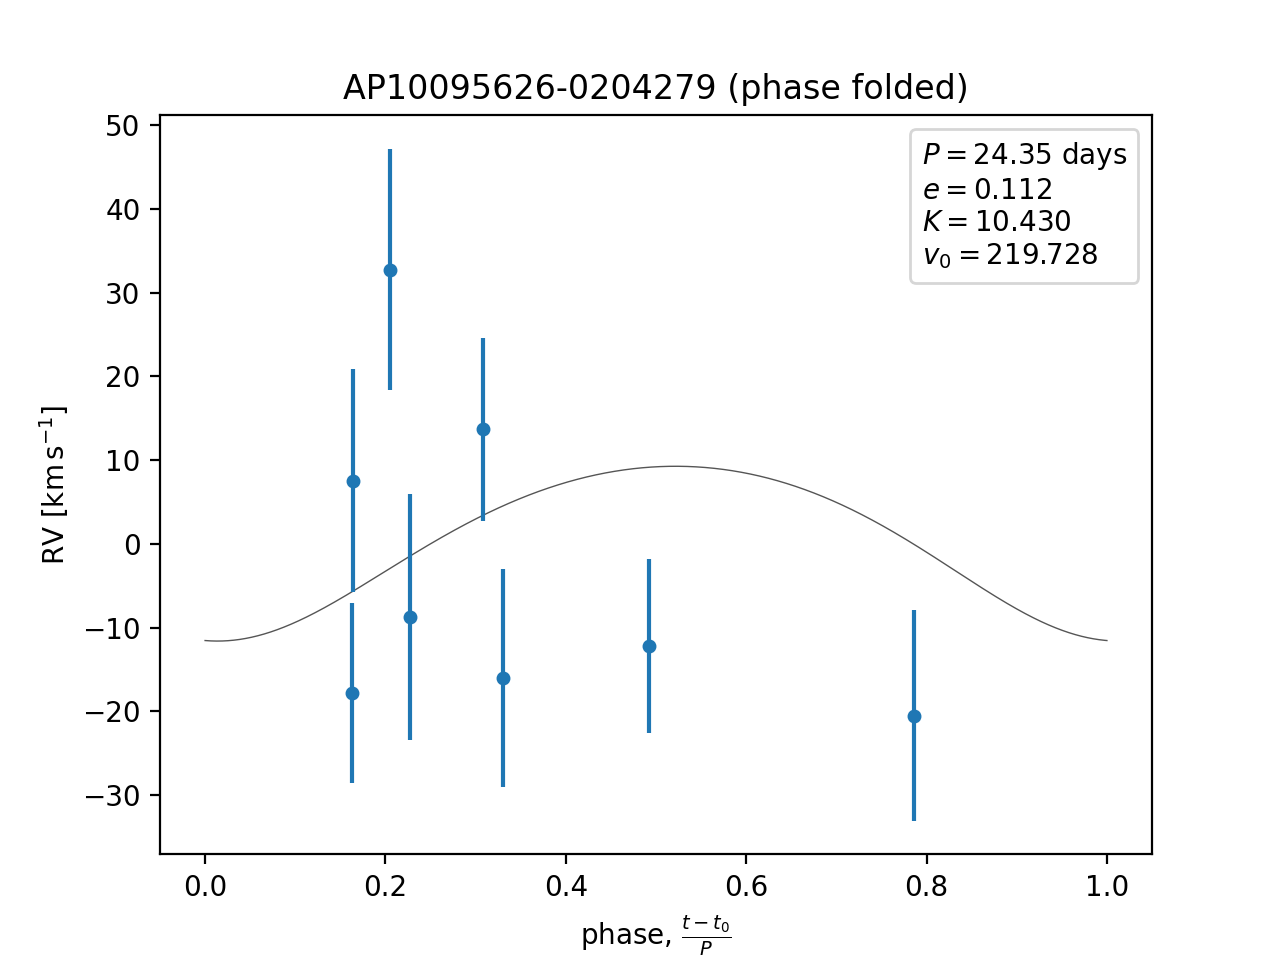 AP10095626-0204279 (phase folded)
P = 24.35 days
e = 0.112
K = 10.430
v₀ = 219.728
50
40
30
20
10
0
−10
−20
−30
RV [km s⁻¹]
0.0 0.2 0.4 0.6 0.8 1.0
phase, (t − t₀)/P